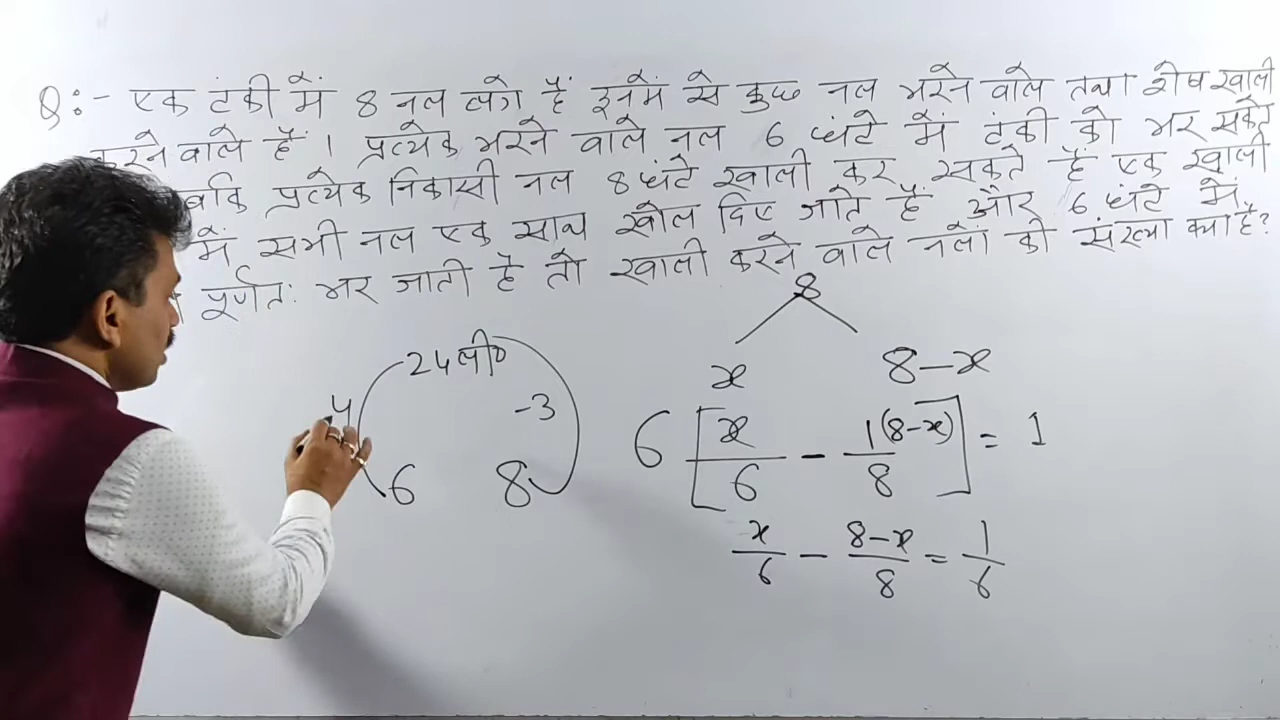 Q:- एक टंकी में 8 नल लगे हैं इनमें से कुछ नल भरने वाले तथा शेष खाली
करने वाले हैं । प्रत्येक भरने वाले नल 6 घंटे में टंकी को भर सकते
प्रत्येक निकासी नल 8 घंटे खाली कर सकते हैं एक खाली
में सभी नल एक साथ खोल दिए जाते हैं और 6 घंटे में
पूर्णतः भर जाती है तो खाली करने वाले नलों की संख्या क्या है?
8
x 8-x
24ली०
4 -3
6 8
6 [x/6 - 1(8-x)/8] = 1
x/6 - 8-x/8 = 1/6